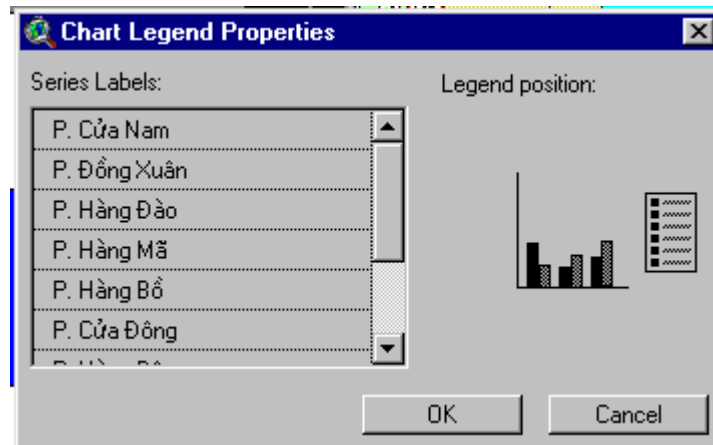 Chart Legend Properties
Series Labels:
Legend position:
P. Cửa Nam
P. Đồng Xuân
P. Hàng Đào
P. Hàng Mã
P. Hàng Bồ
P. Cửa Đông
OK
Cancel